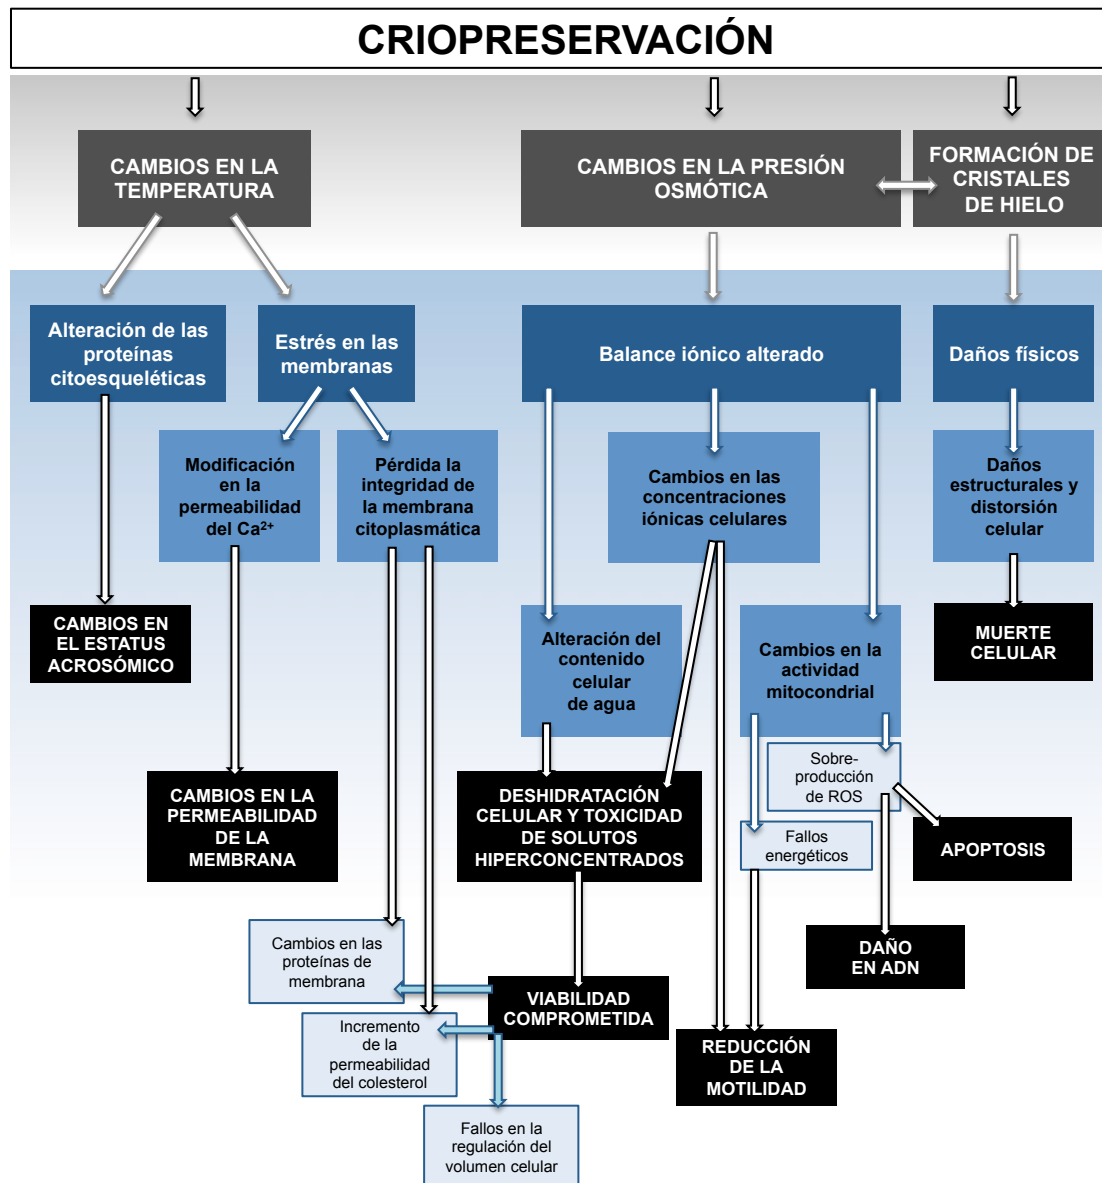 CRIOPRESERVACIÓN
CAMBIOS EN LA
TEMPERATURA
CAMBIOS EN LA PRESIÓN
OSMÓTICA
FORMACIÓN DE
CRISTALES
DE HIELO
Alteración de las
proteínas
citoesqueléticas
Estrés en las
membranas
Balance iónico alterado
Daños físicos
Modificación
en la
permeabilidad
del Ca²⁺
Pérdida la
integridad de
la membrana
citoplasmática
Cambios en las
concentraciones
iónicas celulares
Daños
estructurales y
distorsión
celular
CAMBIOS EN
EL ESTATUS
ACROSÓMICO
Alteración del
contenido
celular
de agua
Cambios en la
actividad
mitocondrial
MUERTE
CELULAR
CAMBIOS EN LA
PERMEABILIDAD
DE LA
MEMBRANA
DESHIDRATACIÓN
CELULAR Y TOXICIDAD
DE SOLUTOS
HIPERCONCENTRADOS
Sobre-
producción
de ROS
Fallos
energéticos
APOPTOSIS
Cambios en las
proteínas de
membrana
DAÑO
EN ADN
VIABILIDAD
COMPROMETIDA
Incremento
de la
permeabilidad
del colesterol
REDUCCIÓN
DE LA
MOTILIDAD
Fallos en la
regulación del
volumen celular